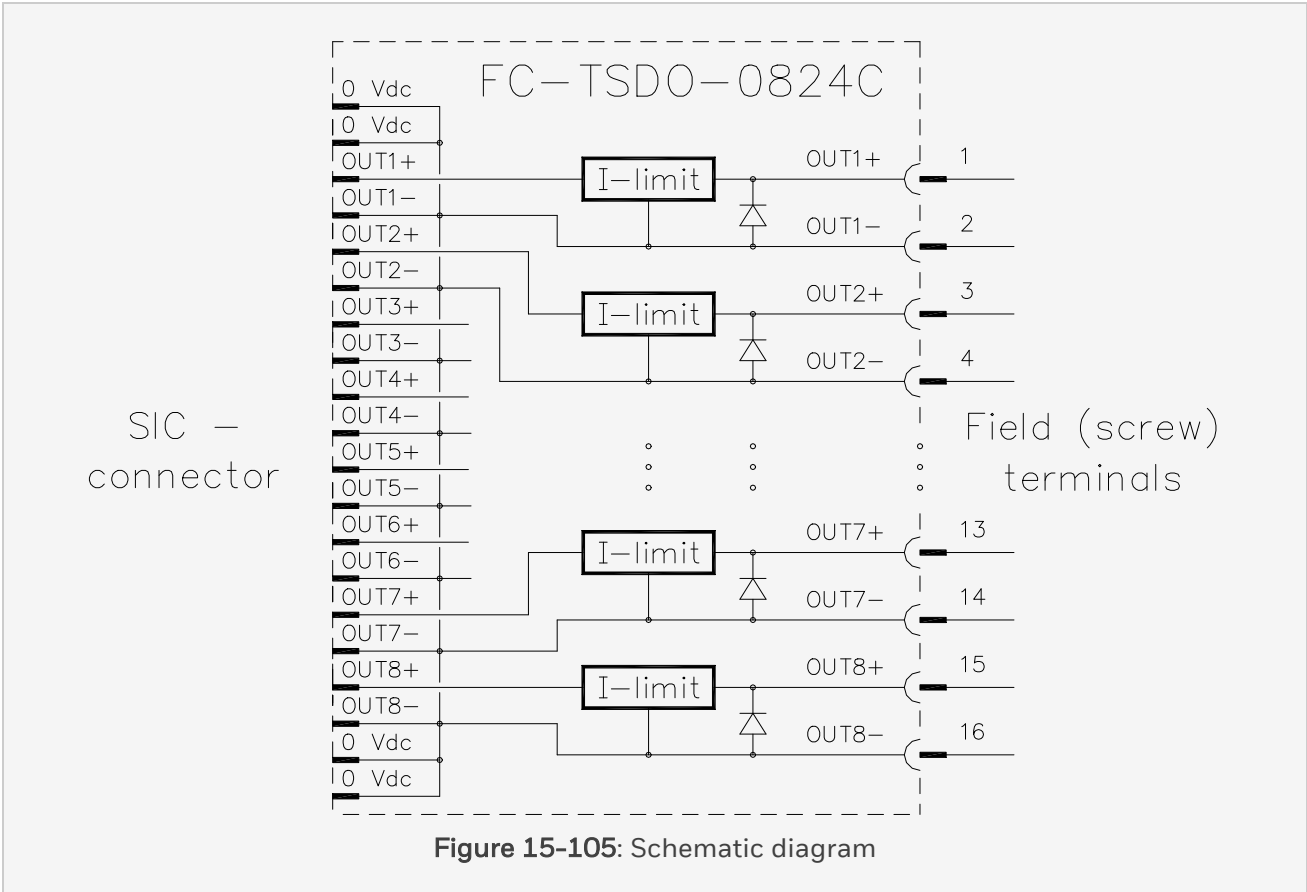 FC-TSDO-0824C
0 Vdc
0 Vdc
OUT1+
OUT1-
OUT2+
OUT2-
OUT3+
OUT3-
OUT4+
OUT4-
OUT5+
OUT5-
OUT6+
OUT6-
OUT7+
OUT7-
OUT8+
OUT8-
0 Vdc
0 Vdc
SIC -
connector
I-limit
OUT1+
1
OUT1-
2
I-limit
OUT2+
3
OUT2-
4
I-limit
OUT7+
13
OUT7-
14
I-limit
OUT8+
15
OUT8-
16
Field (screw)
terminals
Figure 15-105: Schematic diagram